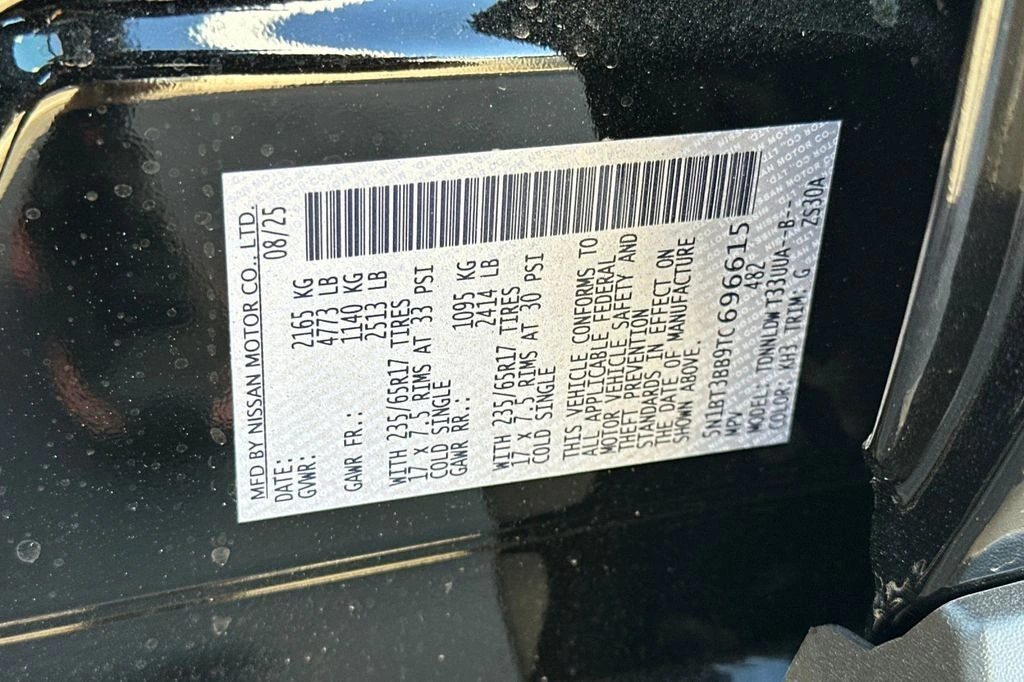 MFD BY NISSAN MOTOR CO., LTD.
DATE: 08/25
GVWR: 2165 KG
4773 LB
GAWR FR.: 1140 KG
2513 LB
WITH 235/65R17 TIRES
17 X 7.5 RIMS AT 33 PSI
COLD SINGLE
GAWR RR.: 1095 KG
2414 LB
WITH 235/65R17 TIRES
17 X 7.5 RIMS AT 30 PSI
COLD SINGLE
THIS VEHICLE CONFORMS TO
ALL APPLICABLE FEDERAL
MOTOR VEHICLE SAFETY AND
THEFT PREVENTION
STANDARDS IN EFFECT ON
THE DATE OF MANUFACTURE
SHOWN ABOVE.
5N1BT3BB9TC696615
MPV 482
MODEL: TONNLDWT33UUA--B--
COLOR: KH3 TRIM: G ZS30A